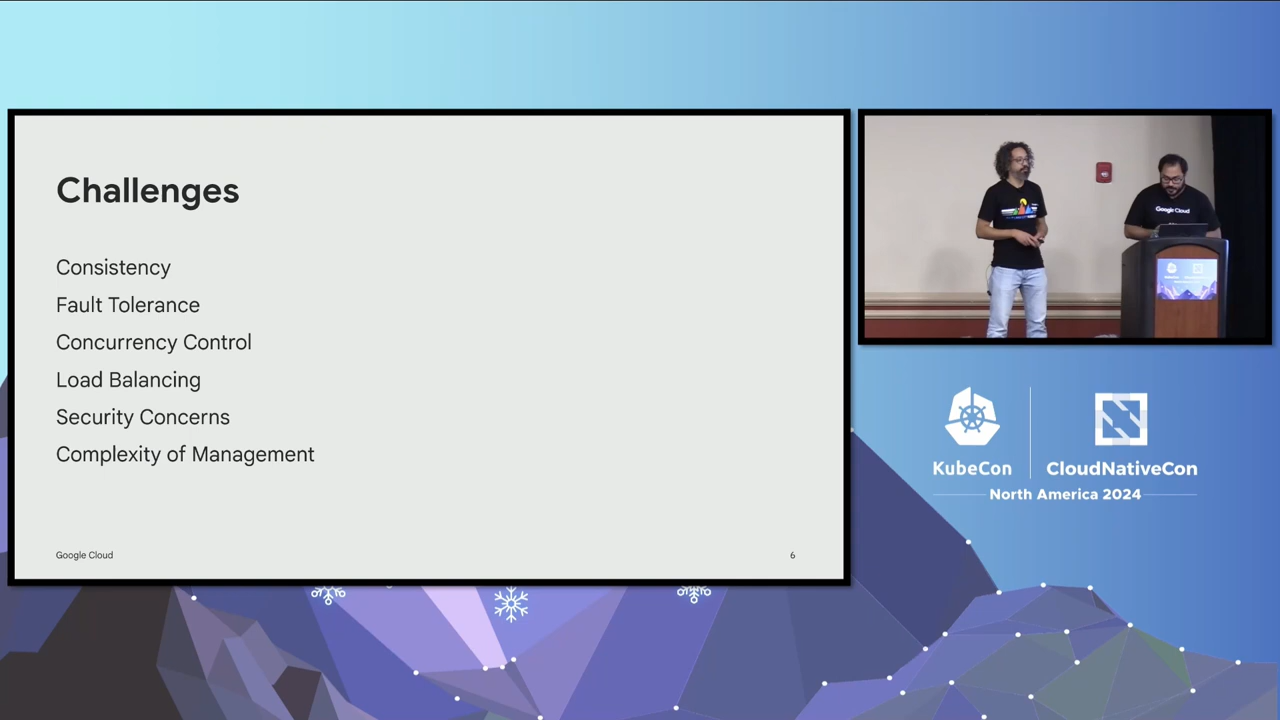 Challenges
Consistency
Fault Tolerance
Concurrency Control
Load Balancing
Security Concerns
Complexity of Management
Google Cloud
6
Google Cloud
KubeCon
CloudNativeCon
North America 2024